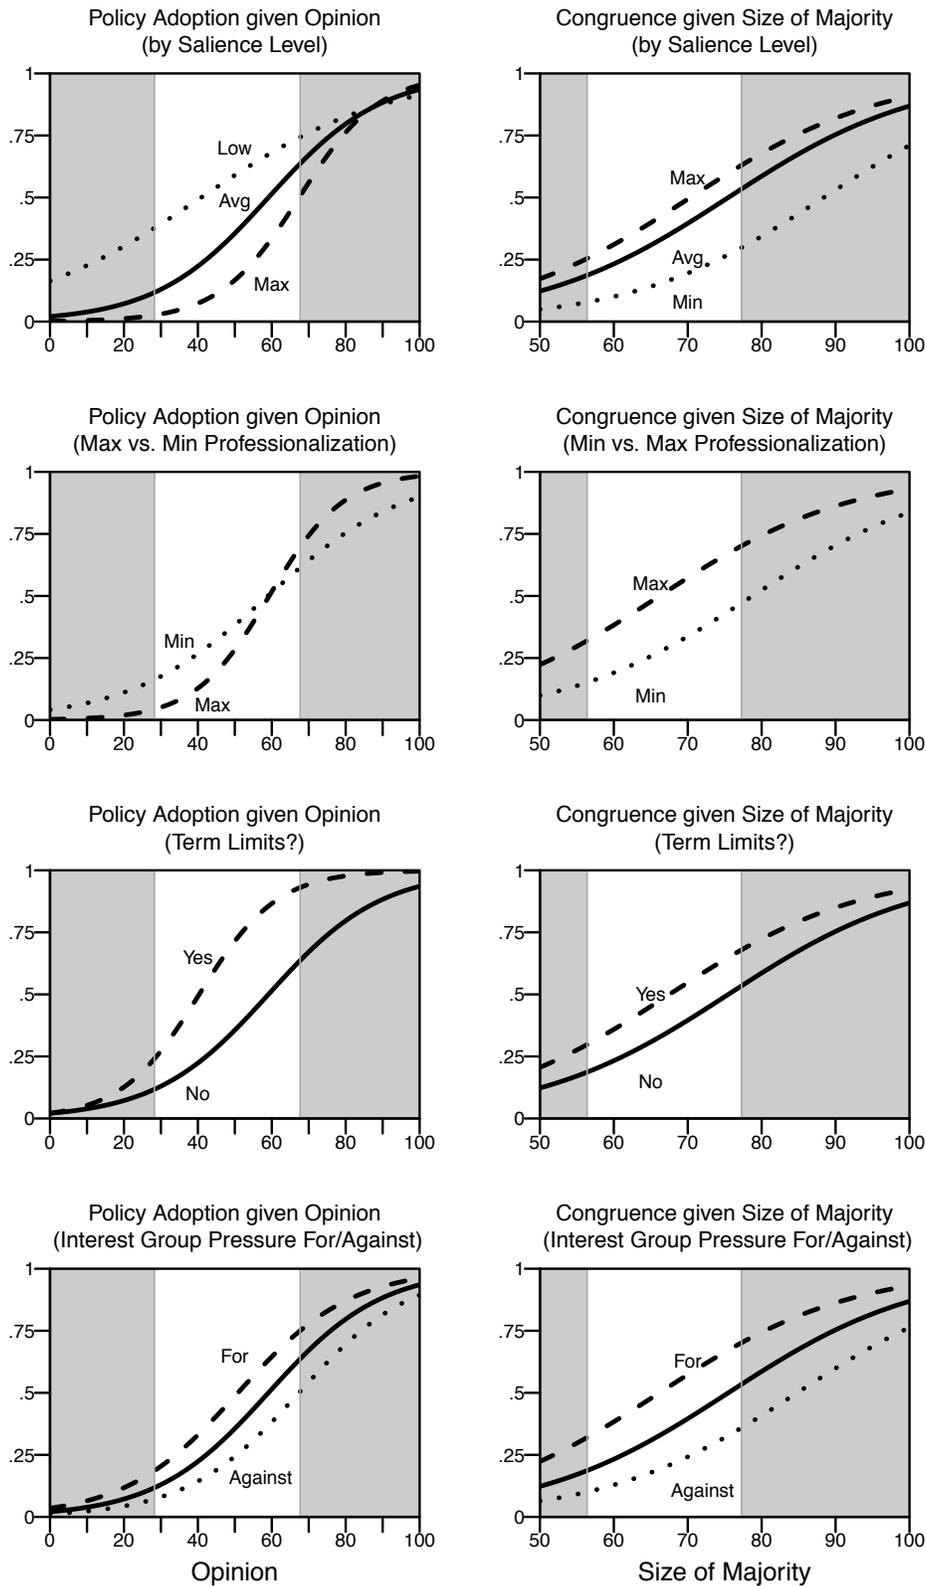 Policy Adoption given Opinion
(by Salience Level)
1
.75
.5
.25
0
Low
Avg
Max
0 20 40 60 80 100
Congruence given Size of Majority
(by Salience Level)
1
.75
.5
.25
0
Max
Avg
Min
50 60 70 80 90 100
Policy Adoption given Opinion
(Max vs. Min Professionalization)
1
.75
.5
.25
0
Min
Max
0 20 40 60 80 100
Congruence given Size of Majority
(Min vs. Max Professionalization)
1
.75
.5
.25
0
Max
Min
50 60 70 80 90 100
Policy Adoption given Opinion
(Term Limits?)
1
.75
.5
.25
0
Yes
No
0 20 40 60 80 100
Congruence given Size of Majority
(Term Limits?)
1
.75
.5
.25
0
Yes
No
50 60 70 80 90 100
Policy Adoption given Opinion
(Interest Group Pressure For/Against)
1
.75
.5
.25
0
For
Against
0 20 40 60 80 100
Opinion
Congruence given Size of Majority
(Interest Group Pressure For/Against)
1
.75
.5
.25
0
For
Against
50 60 70 80 90 100
Size of Majority